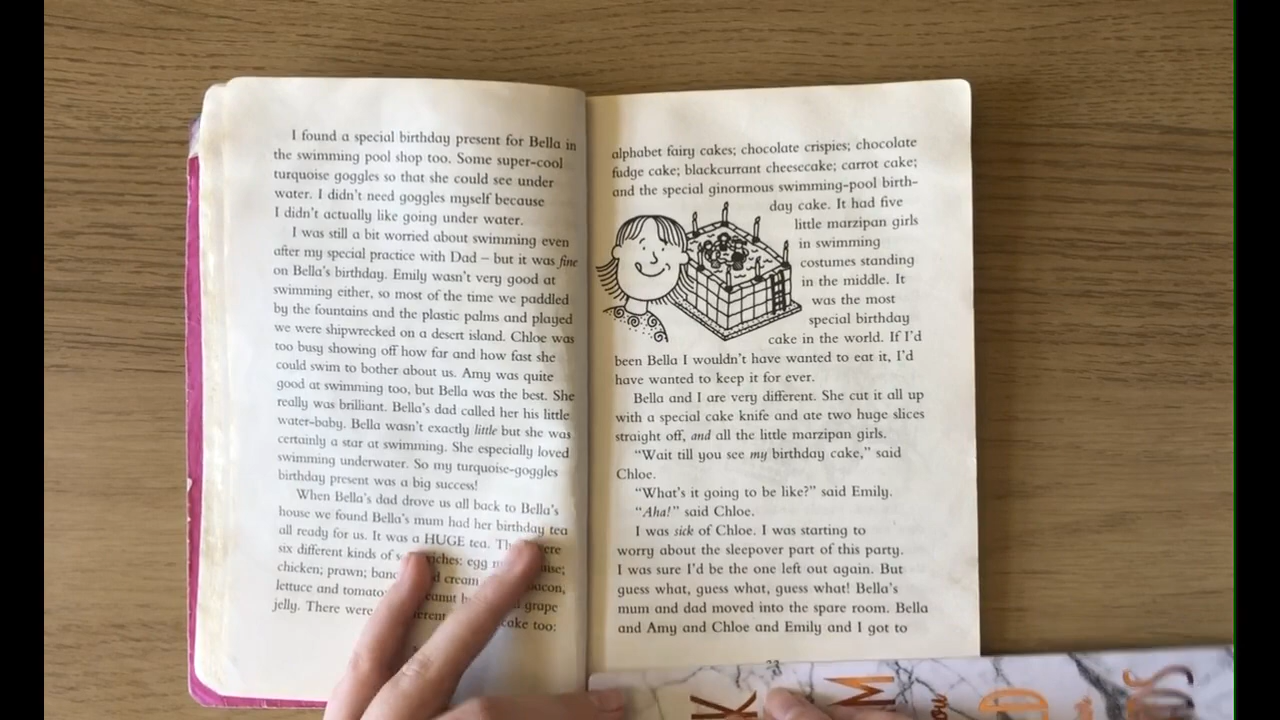 I found a special birthday present for Bella in
the swimming pool shop too. Some super-cool
turquoise goggles so that she could see under
water. I didn't need goggles myself because
I didn't actually like going under water.
I was still a bit worried about swimming even
after my special practice with Dad – but it was fine
on Bella's birthday. Emily wasn't very good at
swimming either, so most of the time we paddled
by the fountains and the plastic palms and played
we were shipwrecked on a desert island. Chloe was
too busy showing off how far and how fast she
could swim to bother about us. Amy was quite
good at swimming too, but Bella was the best. She
really was brilliant. Bella's dad called her his little
water-baby. Bella wasn't exactly little but she was
certainly a star at swimming. She especially loved
swimming underwater. So my turquoise-goggles
birthday present was a big success!
When Bella's dad drove us all back to Bella's
house we found Bella's mum had her birthday tea
all ready for us. It was a HUGE tea.
six different kinds of egg
chicken; prawn; cream
lettuce and grape
jelly. There were cake too:
alphabet fairy cakes; chocolate crispies; chocolate
fudge cake; blackcurrant cheesecake; carrot cake;
and the special ginormous swimming-pool birth-
day cake. It had five
little marzipan girls
in swimming
costumes standing
in the middle. It
was the most
special birthday
cake in the world. If I'd
been Bella I wouldn't have wanted to eat it, I'd
have wanted to keep it for ever.
Bella and I are very different. She cut it all up
with a special cake knife and ate two huge slices
straight off, and all the little marzipan girls.
"Wait till you see my birthday cake," said
Chloe.
"What's it going to be like?" said Emily.
"Aha!" said Chloe.
I was sick of Chloe. I was starting to
worry about the sleepover part of this party.
I was sure I'd be the one left out again. But
guess what, guess what, guess what! Bella's
mum and dad moved into the spare room. Bella
and Amy and Chloe and Emily and I got to